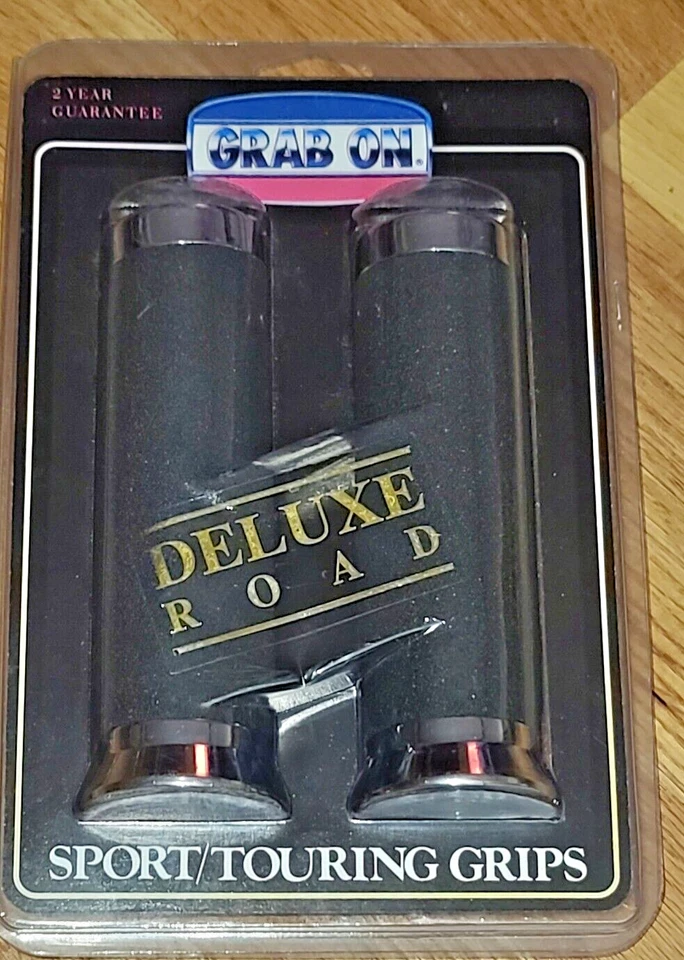 2 YEAR
GUARANTEE
GRAB ON®
DELUXE
ROAD
SPORT/TOURING GRIPS